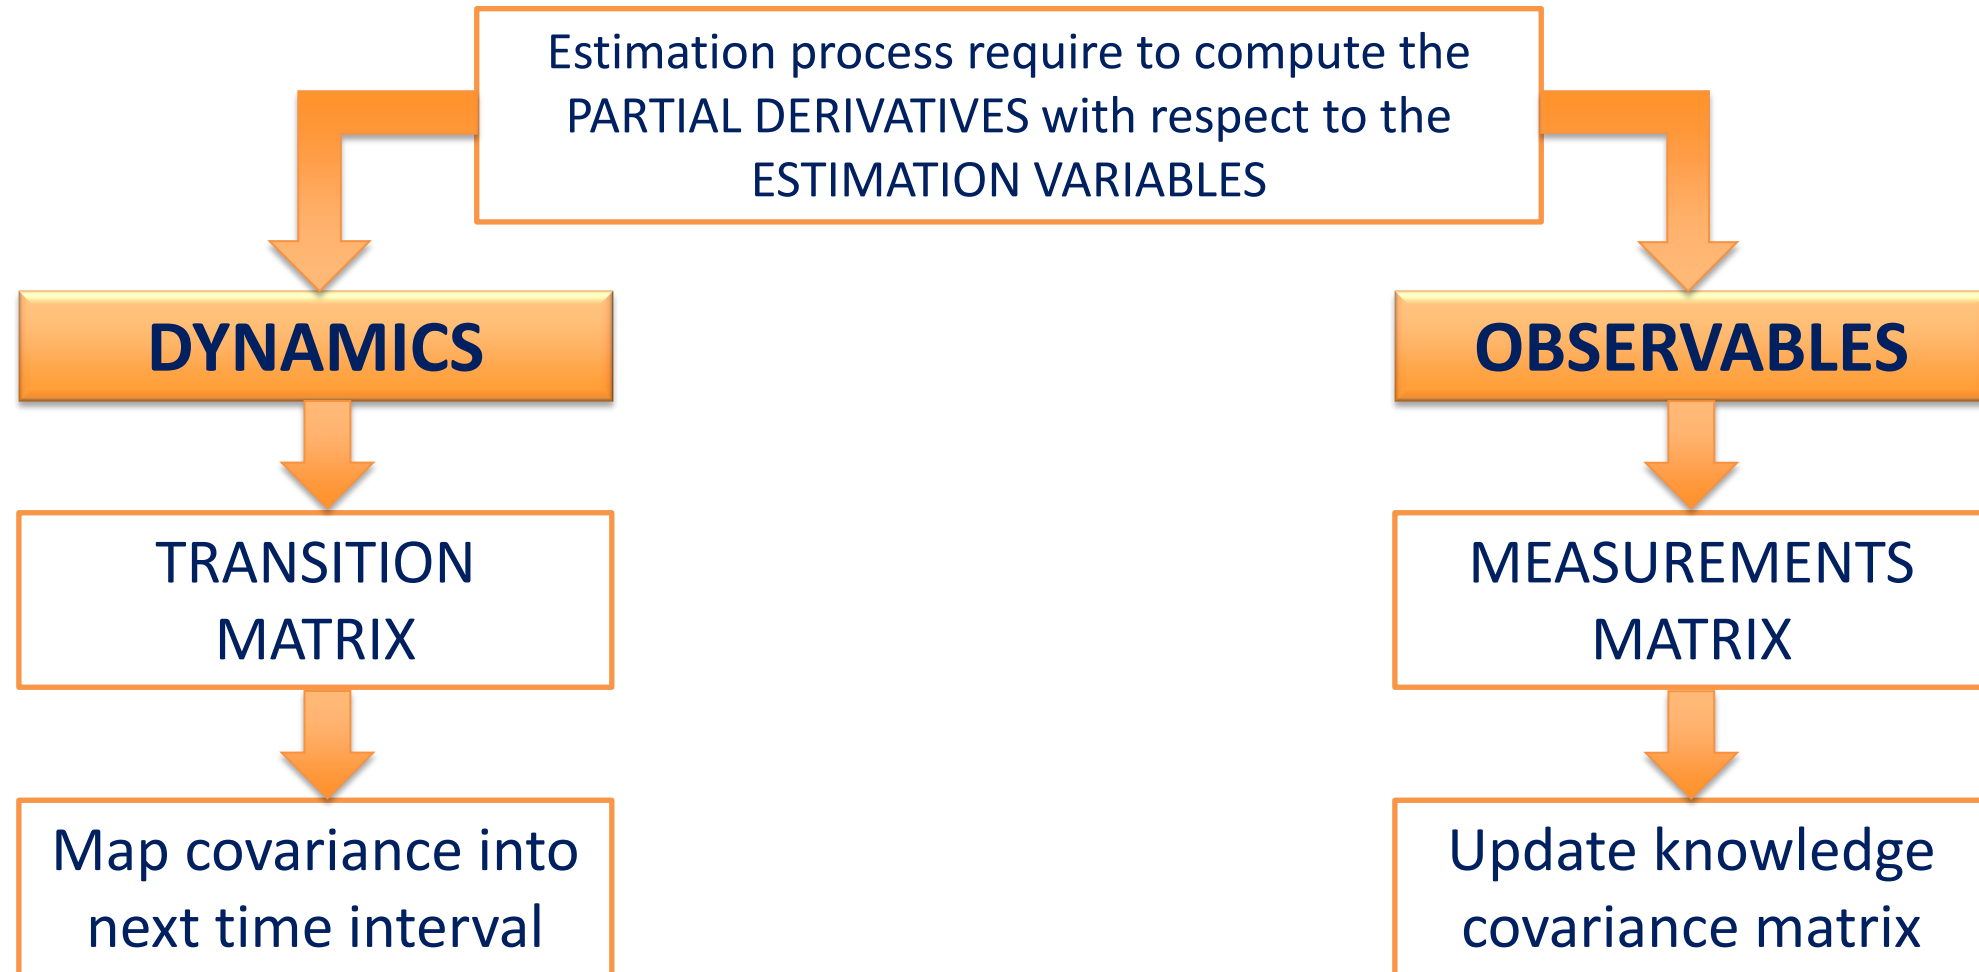 Estimation process require to compute the
PARTIAL DERIVATIVES with respect to the
ESTIMATION VARIABLES
DYNAMICS
TRANSITION
MATRIX
Map covariance into
next time interval
OBSERVABLES
MEASUREMENTS
MATRIX
Update knowledge
covariance matrix